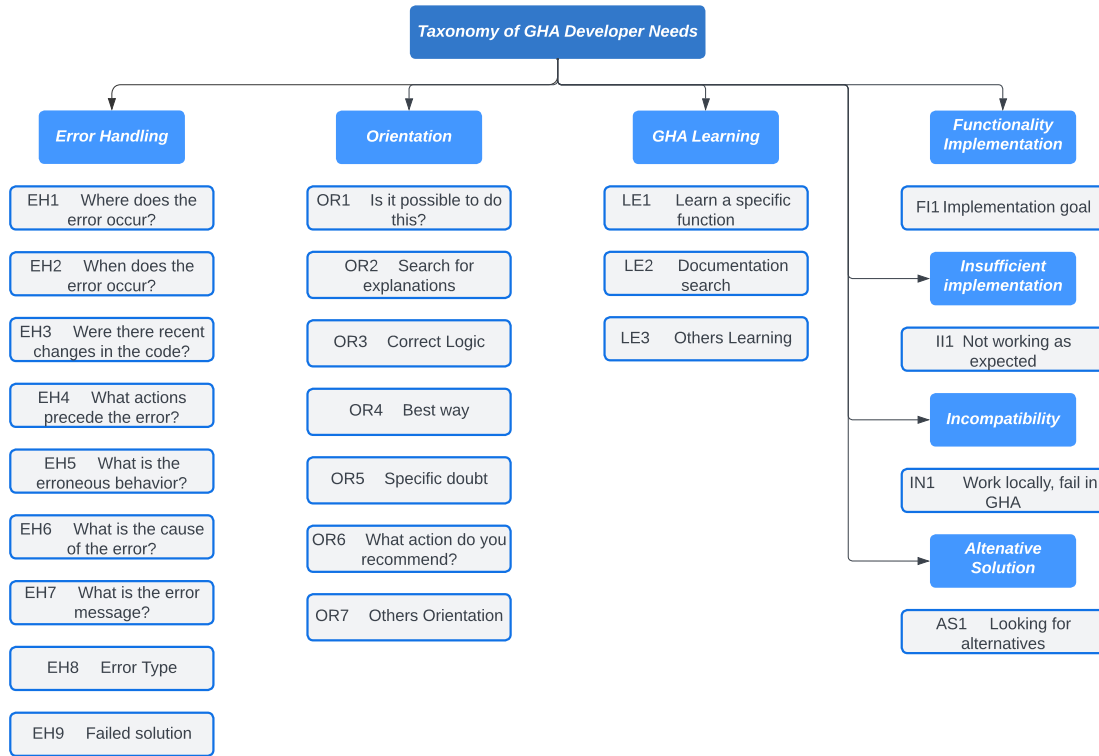 Taxonomy of GHA Developer Needs
Error Handling
EH1 Where does the
error occur?
EH2 When does the
error occur?
EH3 Were there recent
changes in the code?
EH4 What actions
precede the error?
EH5 What is the
erroneous behavior?
EH6 What is the cause
of the error?
EH7 What is the error
message?
EH8 Error Type
EH9 Failed solution
Orientation
OR1 Is it possible to do
this?
OR2 Search for
explanations
OR3 Correct Logic
OR4 Best way
OR5 Specific doubt
OR6 What action do you
recommend?
OR7 Others Orientation
GHA Learning
LE1 Learn a specific
function
LE2 Documentation
search
LE3 Others Learning
Functionality
Implementation
FI1 Implementation goal
Insufficient
implementation
II1 Not working as
expected
Incompatibility
IN1 Work locally, fail in
GHA
Altenative
Solution
AS1 Looking for
alternatives